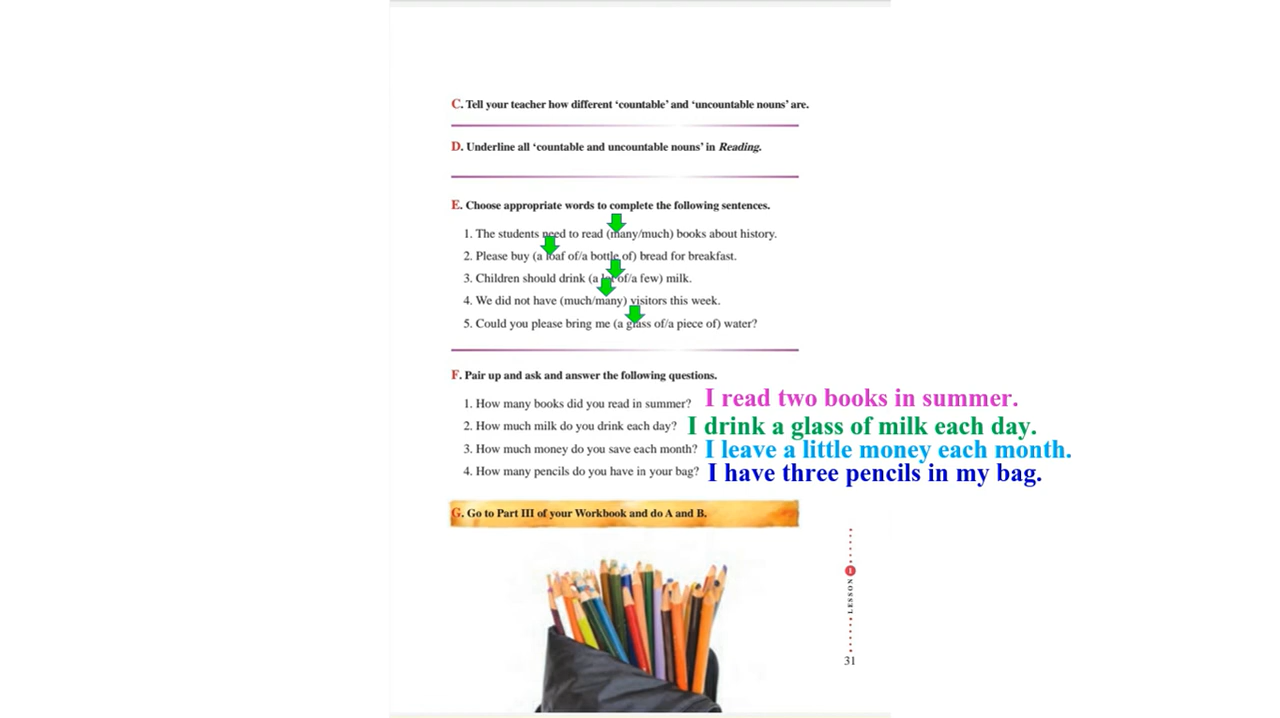 C. Tell your teacher how different ‘countable’ and ‘uncountable nouns’ are.
D. Underline all ‘countable and uncountable nouns’ in Reading.
E. Choose appropriate words to complete the following sentences.
1. The students need to read (many/much) books about history.
2. Please buy (a loaf of/a bottle of) bread for breakfast.
3. Children should drink (a lot of/a few) milk.
4. We did not have (much/many) visitors this week.
5. Could you please bring me (a glass of/a piece of) water?
F. Pair up and ask and answer the following questions.
1. How many books did you read in summer? I read two books in summer.
2. How much milk do you drink each day? I drink a glass of milk each day.
3. How much money do you save each month? I leave a little money each month.
4. How many pencils do you have in your bag? I have three pencils in my bag.
G. Go to Part III of your Workbook and do A and B.
LESSON 1
31